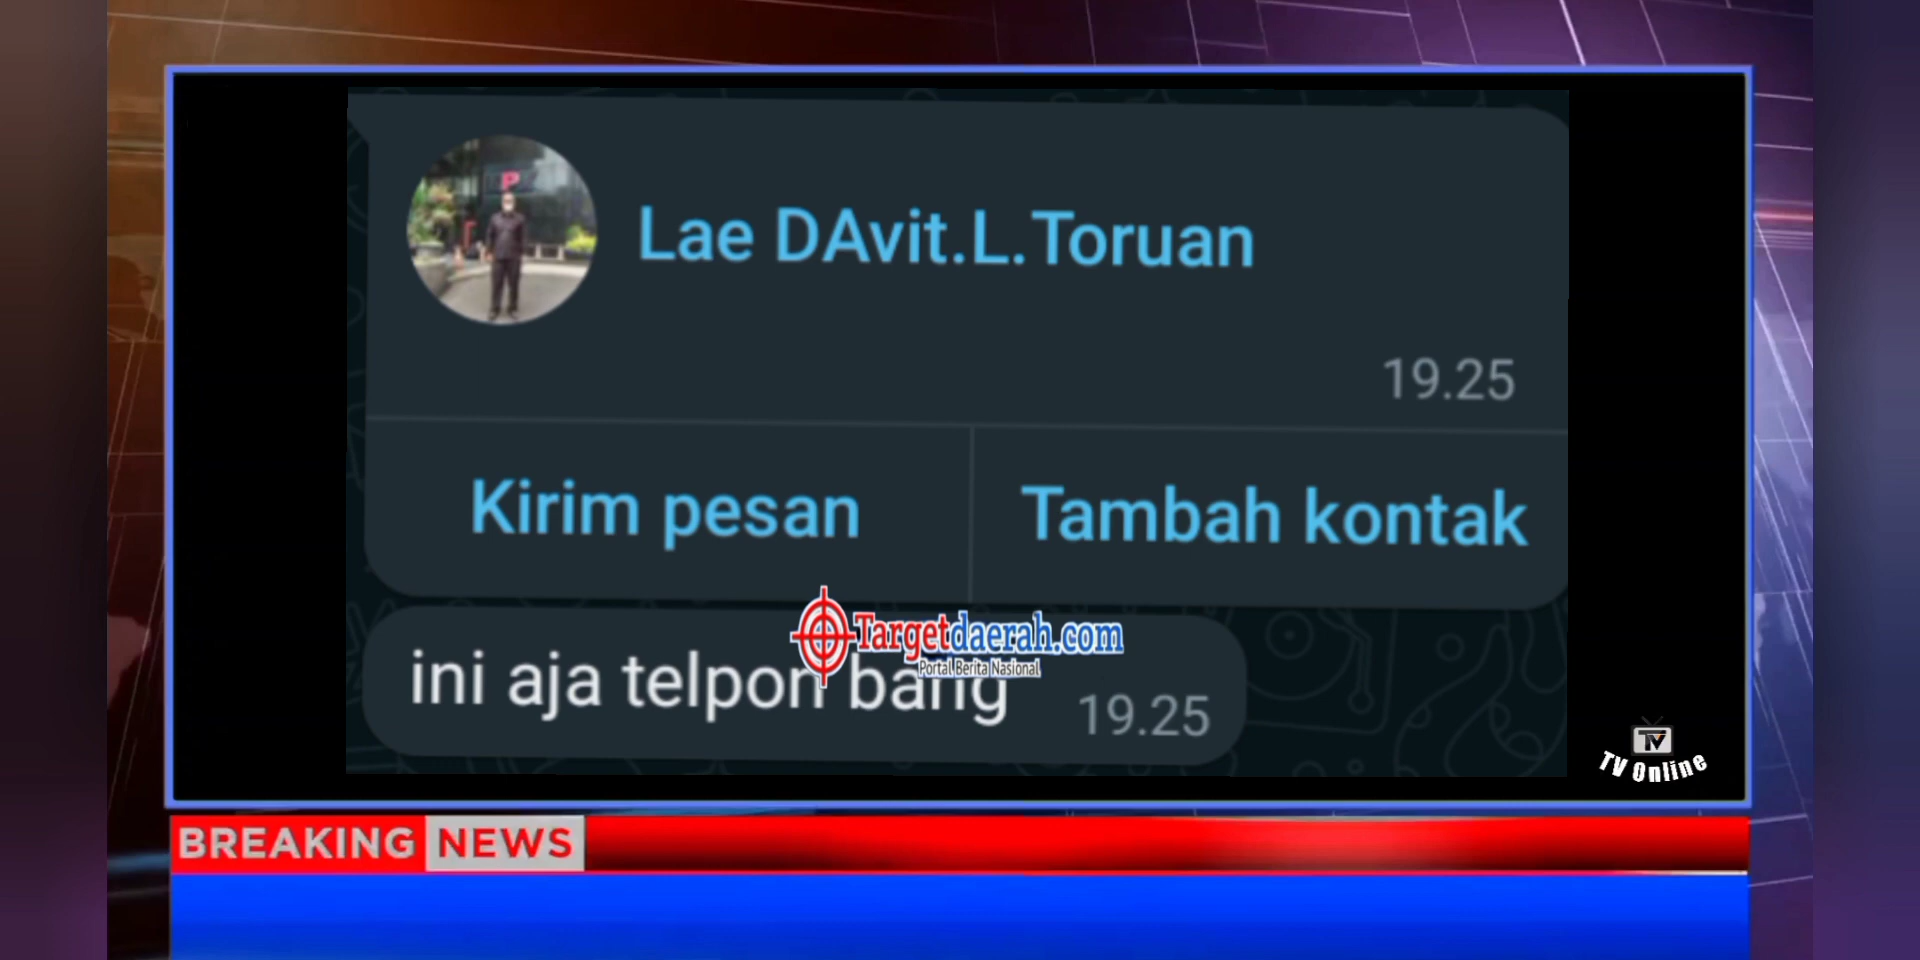 P
Lae DAvit.L.Toruan
19.25
Kirim pesan
Tambah kontak
Targetdaerah.com
Portal Berita Nasional
ini aja telpon bang
19.25
TV
TV Online
BREAKING NEWS